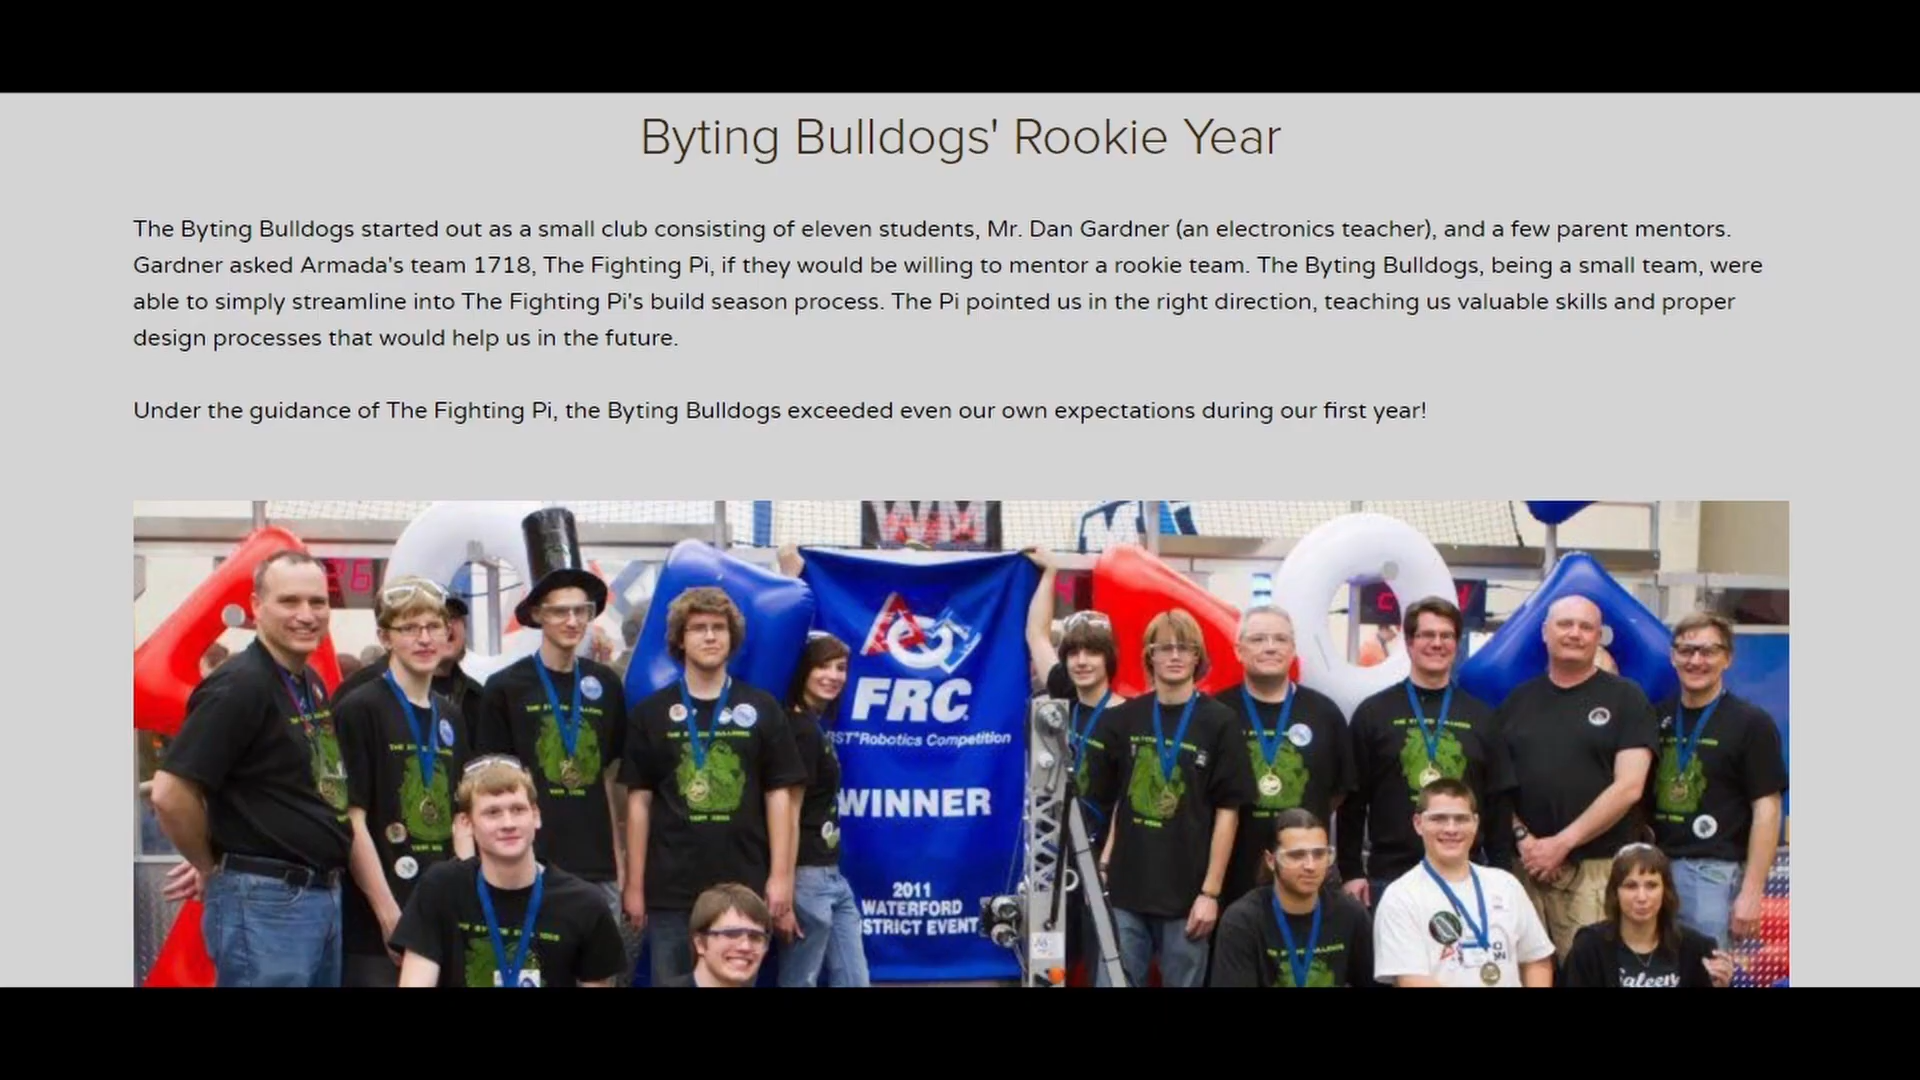 Byting Bulldogs' Rookie Year
The Byting Bulldogs started out as a small club consisting of eleven students, Mr. Dan Gardner (an electronics teacher), and a few parent mentors.
Gardner asked Armada's team 1718, The Fighting Pi, if they would be willing to mentor a rookie team. The Byting Bulldogs, being a small team, were
able to simply streamline into The Fighting Pi's build season process. The Pi pointed us in the right direction, teaching us valuable skills and proper
design processes that would help us in the future.
Under the guidance of The Fighting Pi, the Byting Bulldogs exceeded even our own expectations during our first year!
WM
FRC
Robotics Competition
WINNER
2011
WATERFORD
EVENT